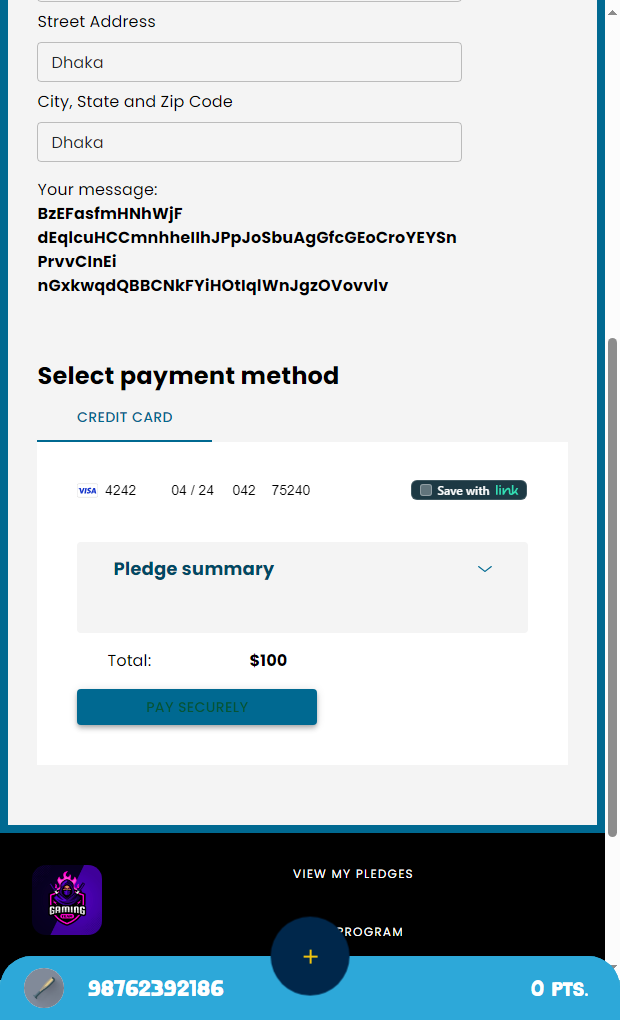 Street Address
Dhaka
City, State and Zip Code
Dhaka
Your message:
BzEFasfmHNhWjF
dEqlcuHCCmnhheIIhJPpJoSbuAgGfcGEoCroYEYSn
PrvvCInEi
nGxkwqdQBBCNkFYiHOtIqlWnJgzOVovvlv
Select payment method
CREDIT CARD
VISA 4242 04 / 24 042 75240 Save with link
Pledge summary
Total: $100
PAY SECURELY
VIEW MY PLEDGES
GAMING
PROGRAM
+
98762392186 0 PTS.